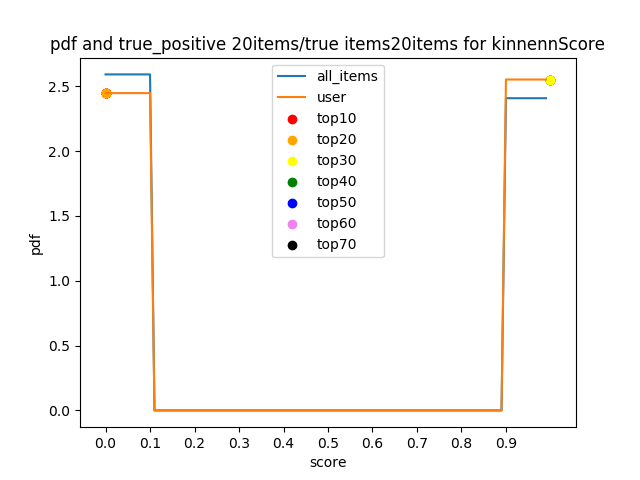 pdf and true_positive 20items/true items20items for kinnennScore
all_items
user
top10
top20
top30
top40
top50
top60
top70
pdf
2.5
2.0
1.5
1.0
0.5
0.0
0.0 0.1 0.2 0.3 0.4 0.5 0.6 0.7 0.8 0.9
score